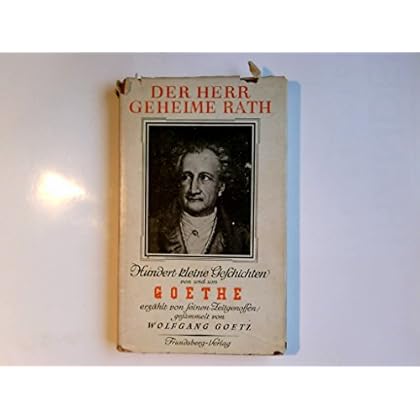 DER HERR
GEHEIME RATH
Hundert kleine Geschichten
von und um
GOETHE
erzählt von seinen Zeitgenossen/
gesammelt von
WOLFGANG GOETZ
Frundsberg-Verlag